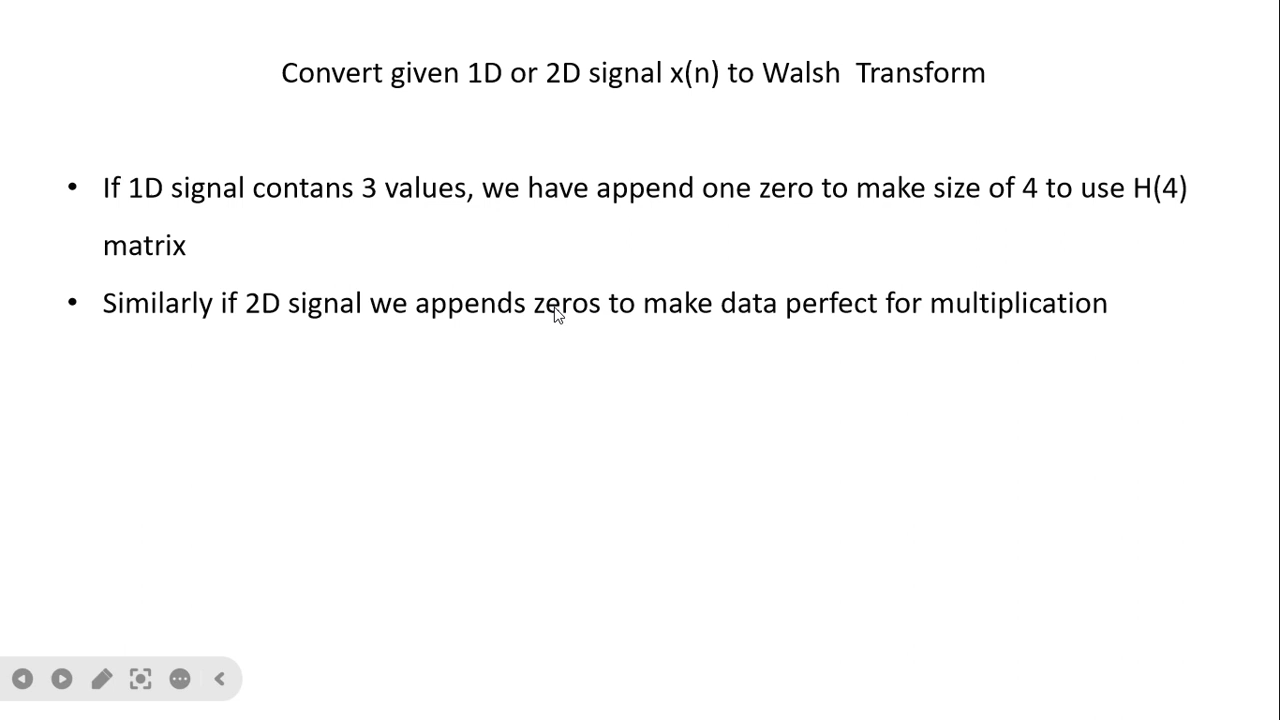 Convert given 1D or 2D signal x(n) to Walsh  Transform
• If 1D signal contans 3 values, we have append one zero to make size of 4 to use H(4)
matrix
• Similarly if 2D signal we appends zeros to make data perfect for multiplication